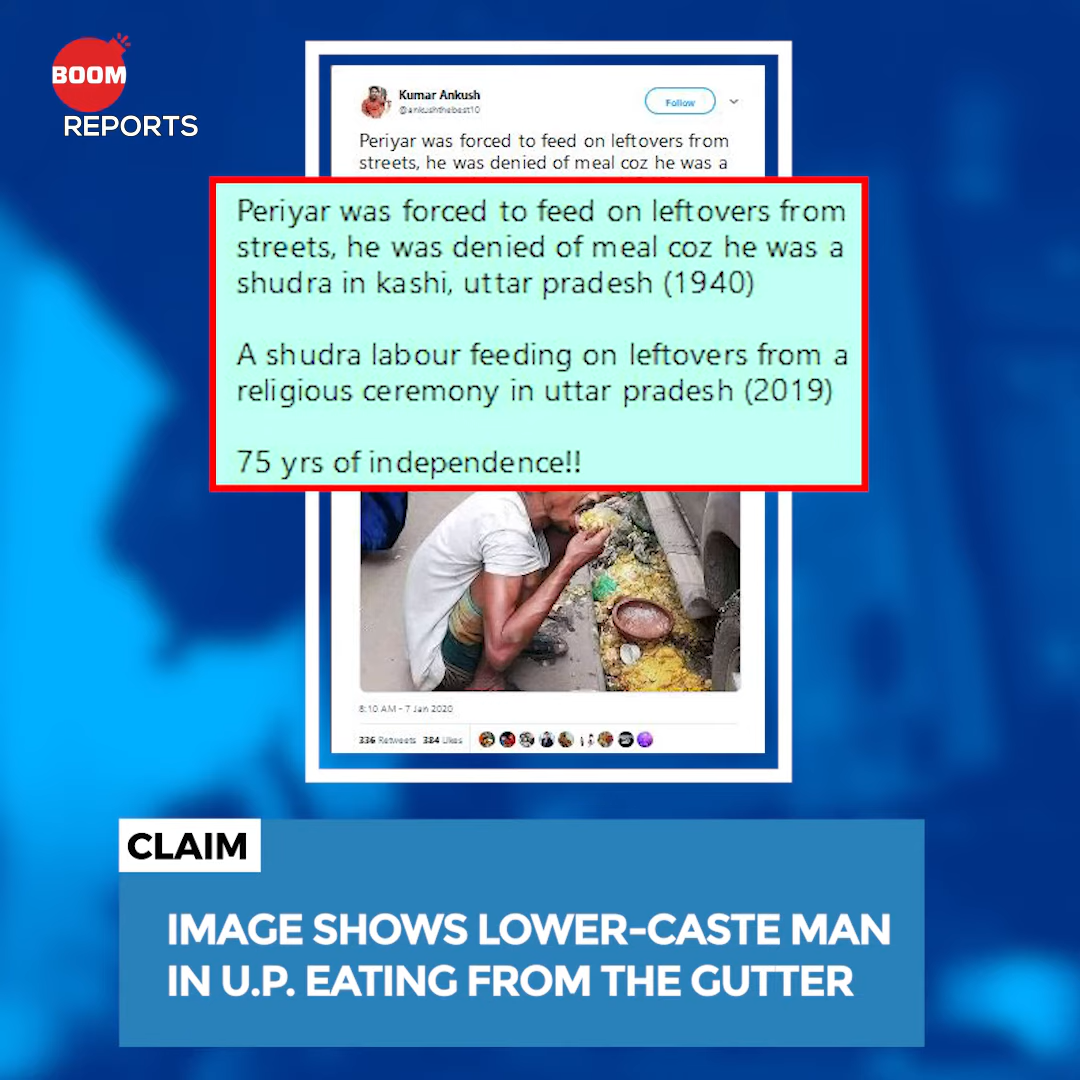 BOOM
REPORTS
Kumar Ankush
@ankushthebest10
Follow
Periyar was forced to feed on leftovers from
streets, he was denied of meal coz he was a
Periyar was forced to feed on leftovers from
streets, he was denied of meal coz he was a
shudra in kashi, uttar pradesh (1940)
A shudra labour feeding on leftovers from a
religious ceremony in uttar pradesh (2019)
75 yrs of independence!!
8:10 AM - 7 Jan 2020
336 Retweets 384 Likes
CLAIM
IMAGE SHOWS LOWER-CASTE MAN
IN U.P. EATING FROM THE GUTTER